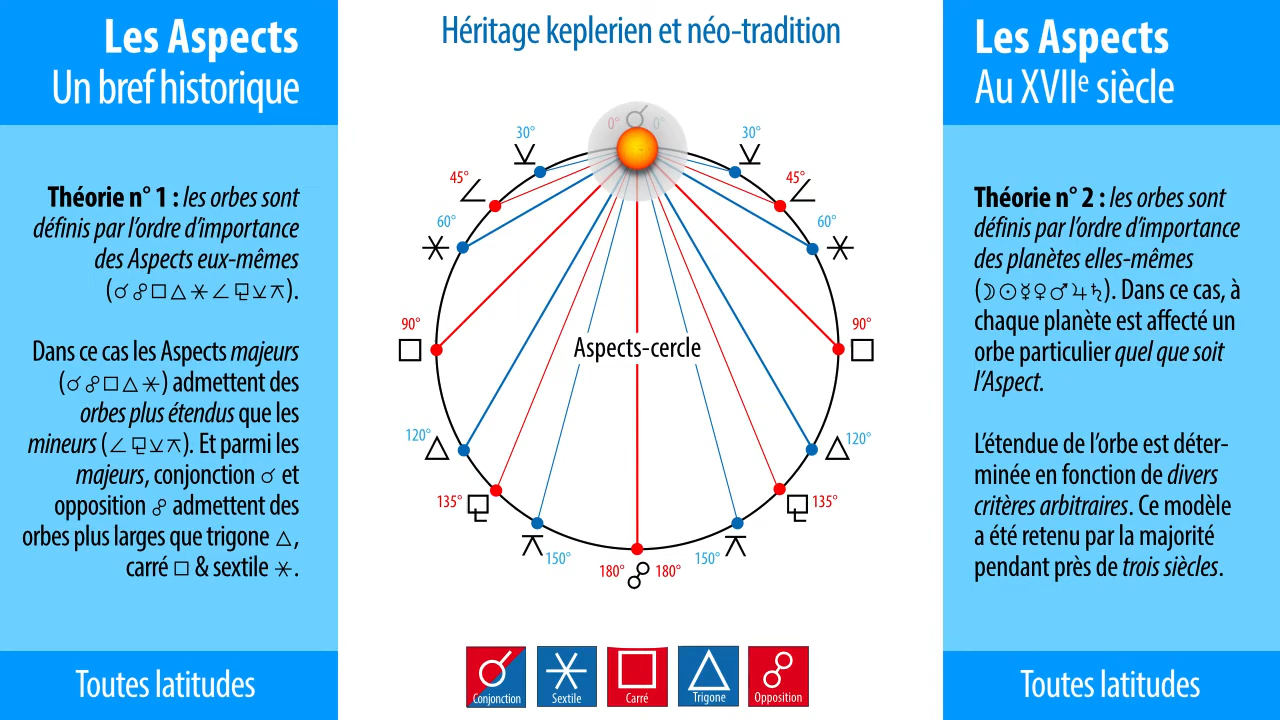 Les Aspects
Un bref historique
Théorie n° 1 : les orbes sont
définis par l’ordre d’importance
des Aspects eux-mêmes
(☌☍□△⚹∠⚼⚺⚻).
Dans ce cas les Aspects majeurs
(☌☍□△⚹) admettent des
orbes plus étendus que les
mineurs (∠⚼⚺⚻). Et parmi les
majeurs, conjonction ☌ et
opposition ☍ admettent des
orbes plus larges que trigone △,
carré □ & sextile ⚹.
Toutes latitudes
Héritage keplerien et néo-tradition
0° ☌ 0°
30° 30°
45° 45°
60° 60°
90° 90°
Aspects-cercle
120° 120°
135° 135°
150° 150°
180° ☍ 180°
Conjonction
Sextile
Carré
Trigone
Opposition
Les Aspects
Au XVIIe siècle
Théorie n° 2 : les orbes sont
définis par l’ordre d’importance
des planètes elles-mêmes
(☽☉☿♀♂♃♄). Dans ce cas, à
chaque planète est affecté un
orbe particulier quel que soit
l’Aspect.
L’étendue de l’orbe est déter-
minée en fonction de divers
critères arbitraires. Ce modèle
a été retenu par la majorité
pendant près de trois siècles.
Toutes latitudes